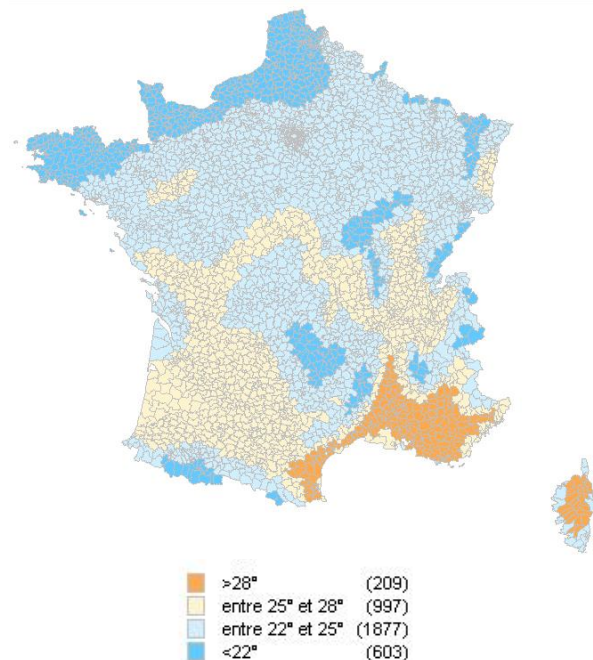 >28° (209)
entre 25° et 28° (997)
entre 22° et 25° (1877)
<22° (603)